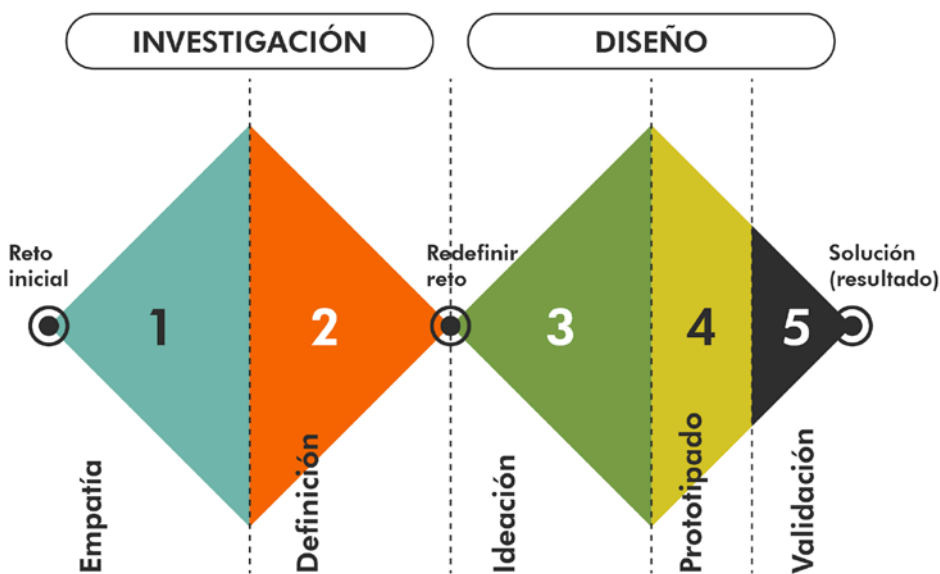 INVESTIGACIÓN
DISEÑO
Reto
inicial
Redefinir
reto
Solución
(resultado)
1
2
3
4
5
Empatía
Definición
Ideación
Prototipado
Validación